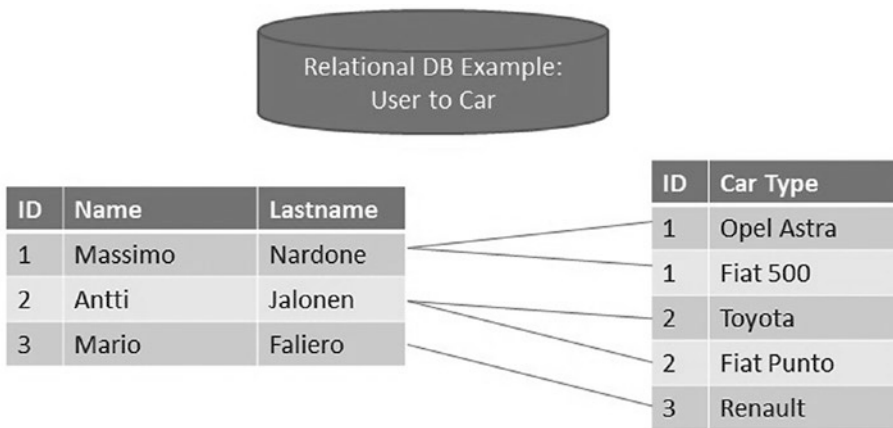 Relational DB Example:
User to Car
ID Name Lastname
1 Massimo Nardone
2 Antti Jalonen
3 Mario Faliero
ID Car Type
1 Opel Astra
1 Fiat 500
2 Toyota
2 Fiat Punto
3 Renault